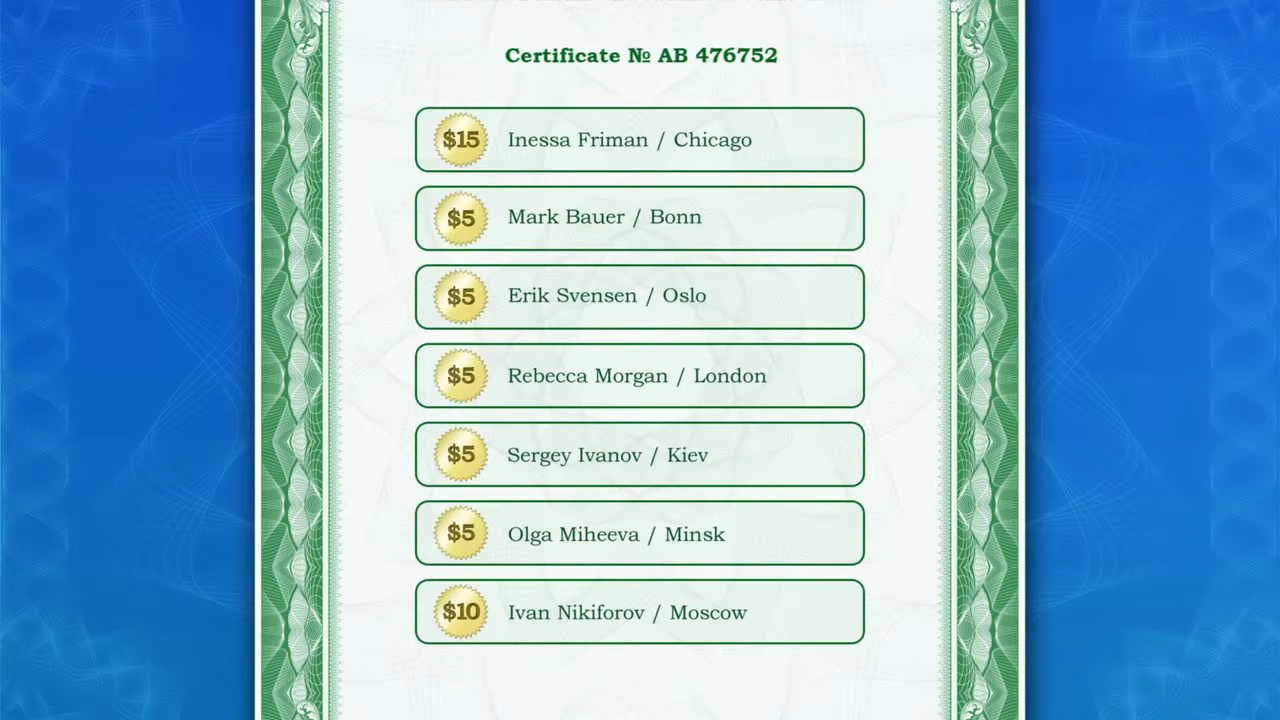 Certificate № AB 476752
$15 Inessa Friman / Chicago
$5 Mark Bauer / Bonn
$5 Erik Svensen / Oslo
$5 Rebecca Morgan / London
$5 Sergey Ivanov / Kiev
$5 Olga Miheeva / Minsk
$10 Ivan Nikiforov / Moscow